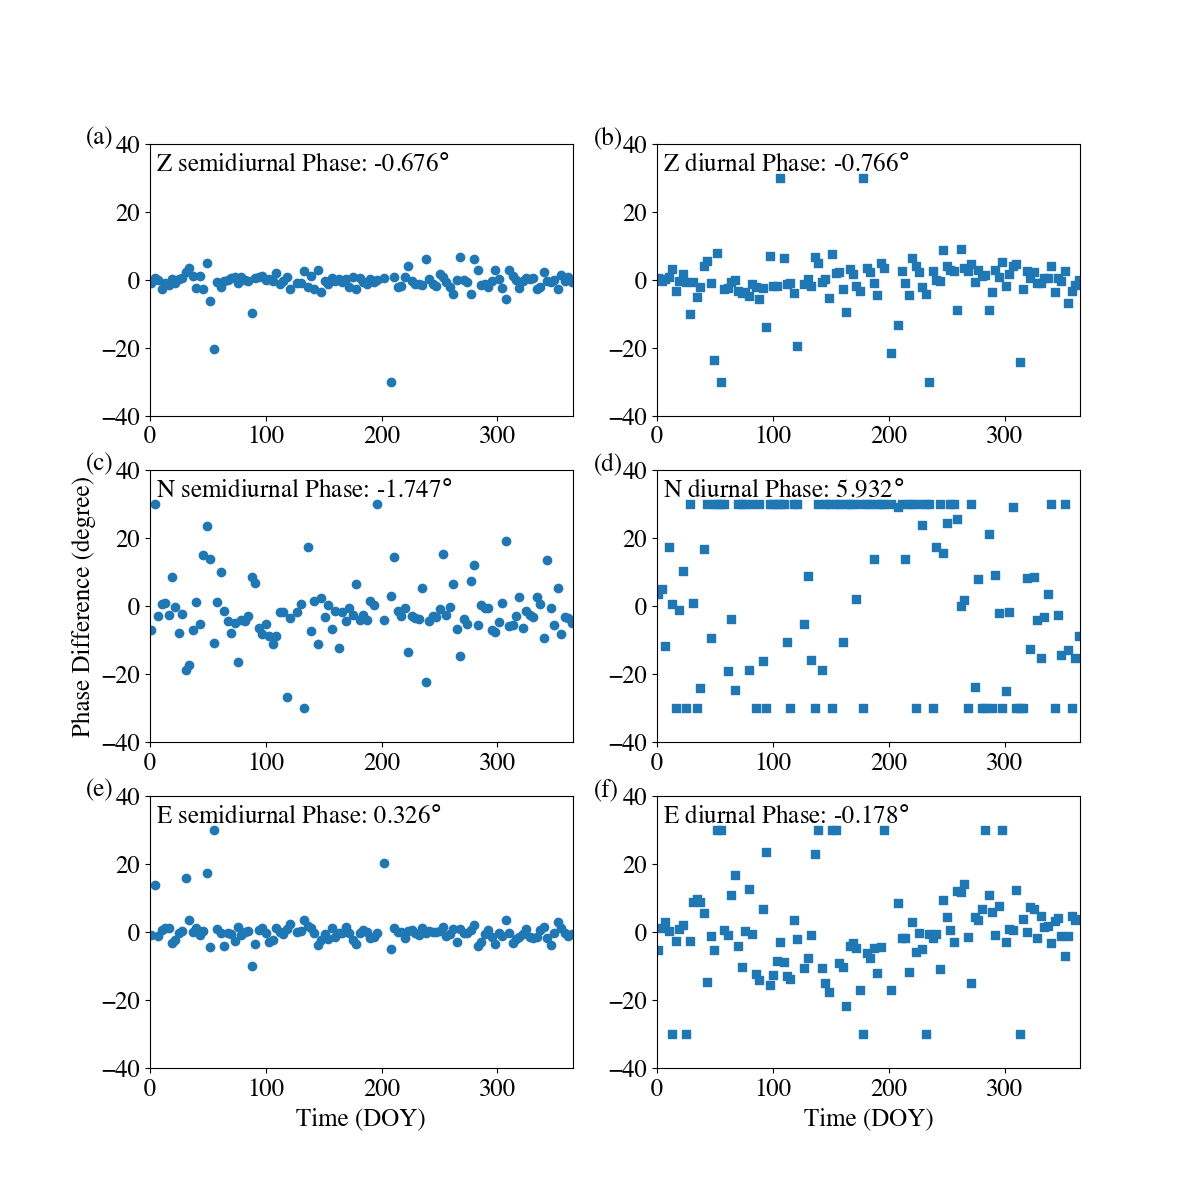 (a)
(b)
40
20
0
−20
−40
Z semidiurnal Phase: -0.676°
0 100 200 300
40
20
0
−20
−40
Z diurnal Phase: -0.766°
0 100 200 300
(c)
(d)
Phase Difference (degree)
40
20
0
−20
−40
N semidiurnal Phase: -1.747°
0 100 200 300
40
20
0
−20
−40
N diurnal Phase: 5.932°
0 100 200 300
(e)
(f)
40
20
0
−20
−40
E semidiurnal Phase: 0.326°
0 100 200 300
Time (DOY)
40
20
0
−20
−40
E diurnal Phase: -0.178°
0 100 200 300
Time (DOY)